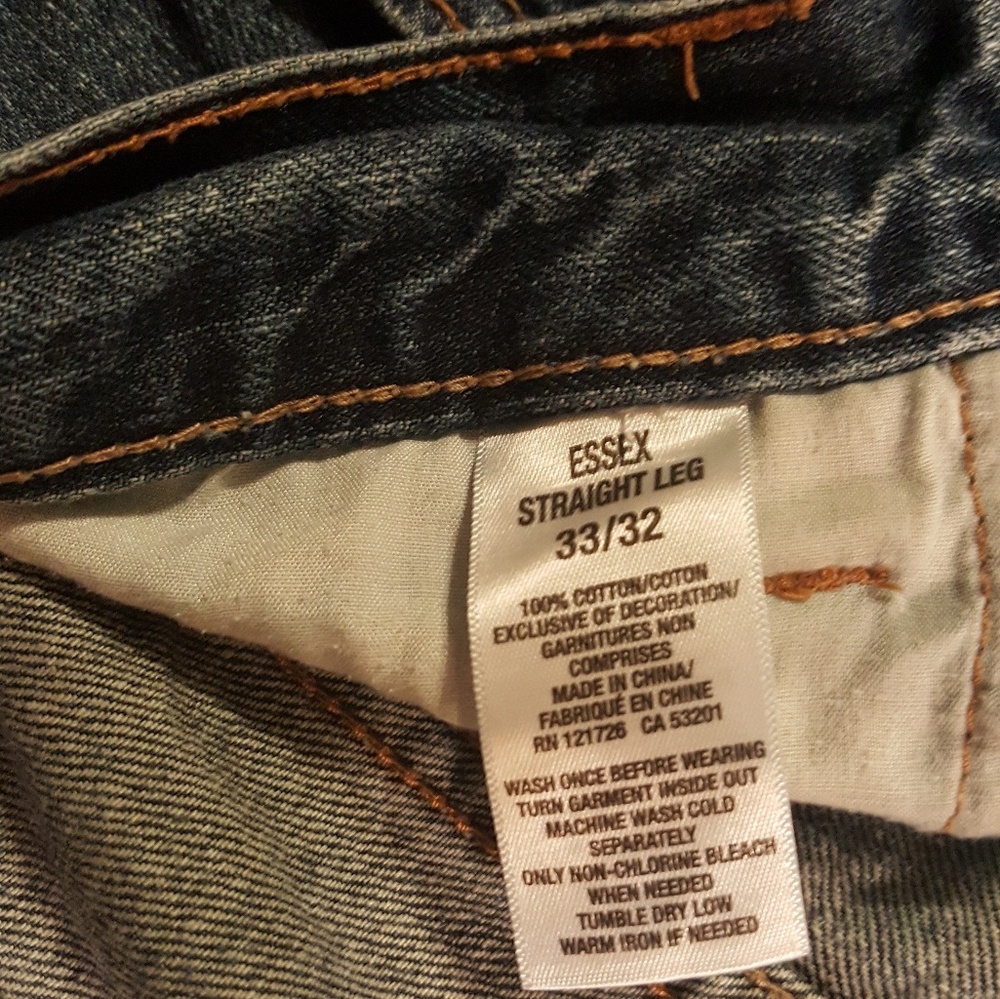 ESSEX
STRAIGHT LEG
33/32
100% COTTON/COTON
EXCLUSIVE OF DECORATION/
GARNITURES NON
COMPRISES
MADE IN CHINA/
FABRIQUÉ EN CHINE
RN 121726 CA 53201
WASH ONCE BEFORE WEARING
TURN GARMENT INSIDE OUT
MACHINE WASH COLD
SEPARATELY
ONLY NON-CHLORINE BLEACH
WHEN NEEDED
TUMBLE DRY LOW
WARM IRON IF NEEDED